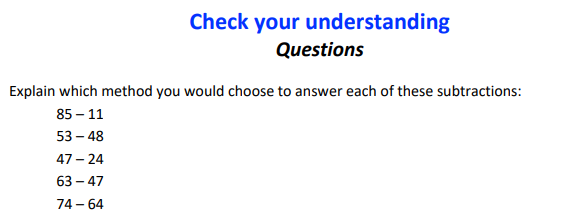 Check your understanding
Questions
Explain which method you would choose to answer each of these subtractions:
85 – 11
53 – 48
47 – 24
63 – 47
74 – 64